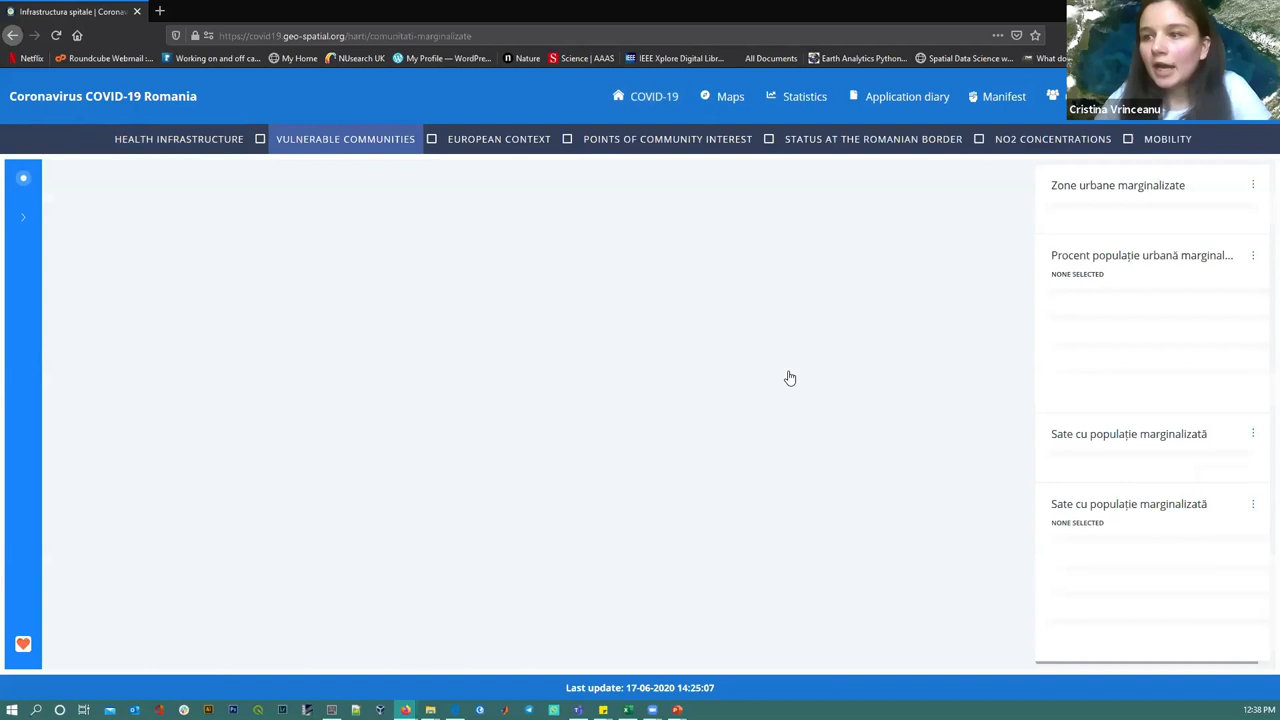 Infrastructura spitale | Corona
https://covid19.geo-spatial.org/harti/comunitati-marginalizate
Netflix
Roundcube Webmail :...
Working on and off ca...
My Home
NUsearch UK
My Profile — WordPre...
Nature
Science | AAAS
IEEE Xplore Digital Libr...
All Documents
Earth Analytics Python...
Spatial Data Science w...
What do
Cristina Vrinceanu
Coronavirus COVID-19 Romania
COVID-19
Maps
Statistics
Application diary
Manifest
HEALTH INFRASTRUCTURE
VULNERABLE COMMUNITIES
EUROPEAN CONTEXT
POINTS OF COMMUNITY INTEREST
STATUS AT THE ROMANIAN BORDER
NO2 CONCENTRATIONS
MOBILITY
Zone urbane marginalizate
Procent populație urbană marginal...
NONE SELECTED
Sate cu populație marginalizată
Sate cu populație marginalizată
NONE SELECTED
Last update: 17-06-2020 14:25:07
12:38 PM